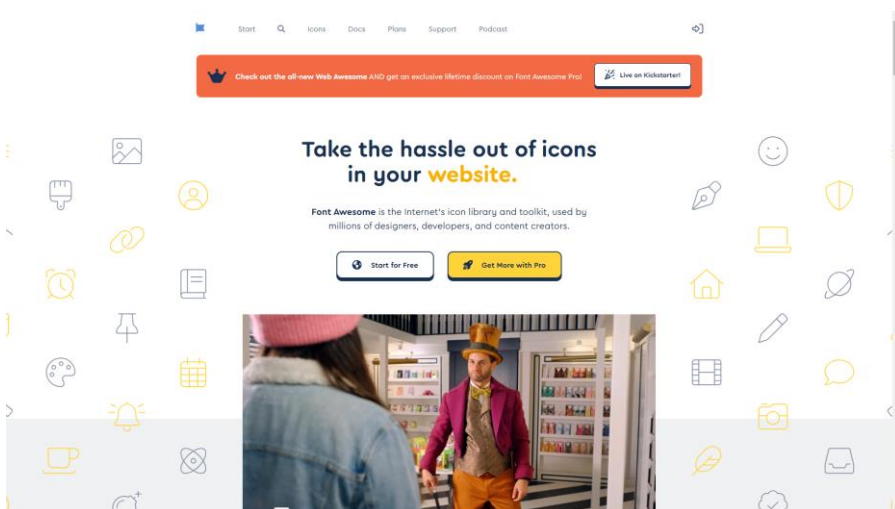 Start Icons Docs Plans Support Podcast
Check out the all-new Web Awesome AND get an exclusive lifetime discount on Font Awesome Pro! Live on Kickstarter!
Take the hassle out of icons
in your website.
Font Awesome is the Internet's icon library and toolkit, used by
millions of designers, developers, and content creators.
Start for Free Get More with Pro